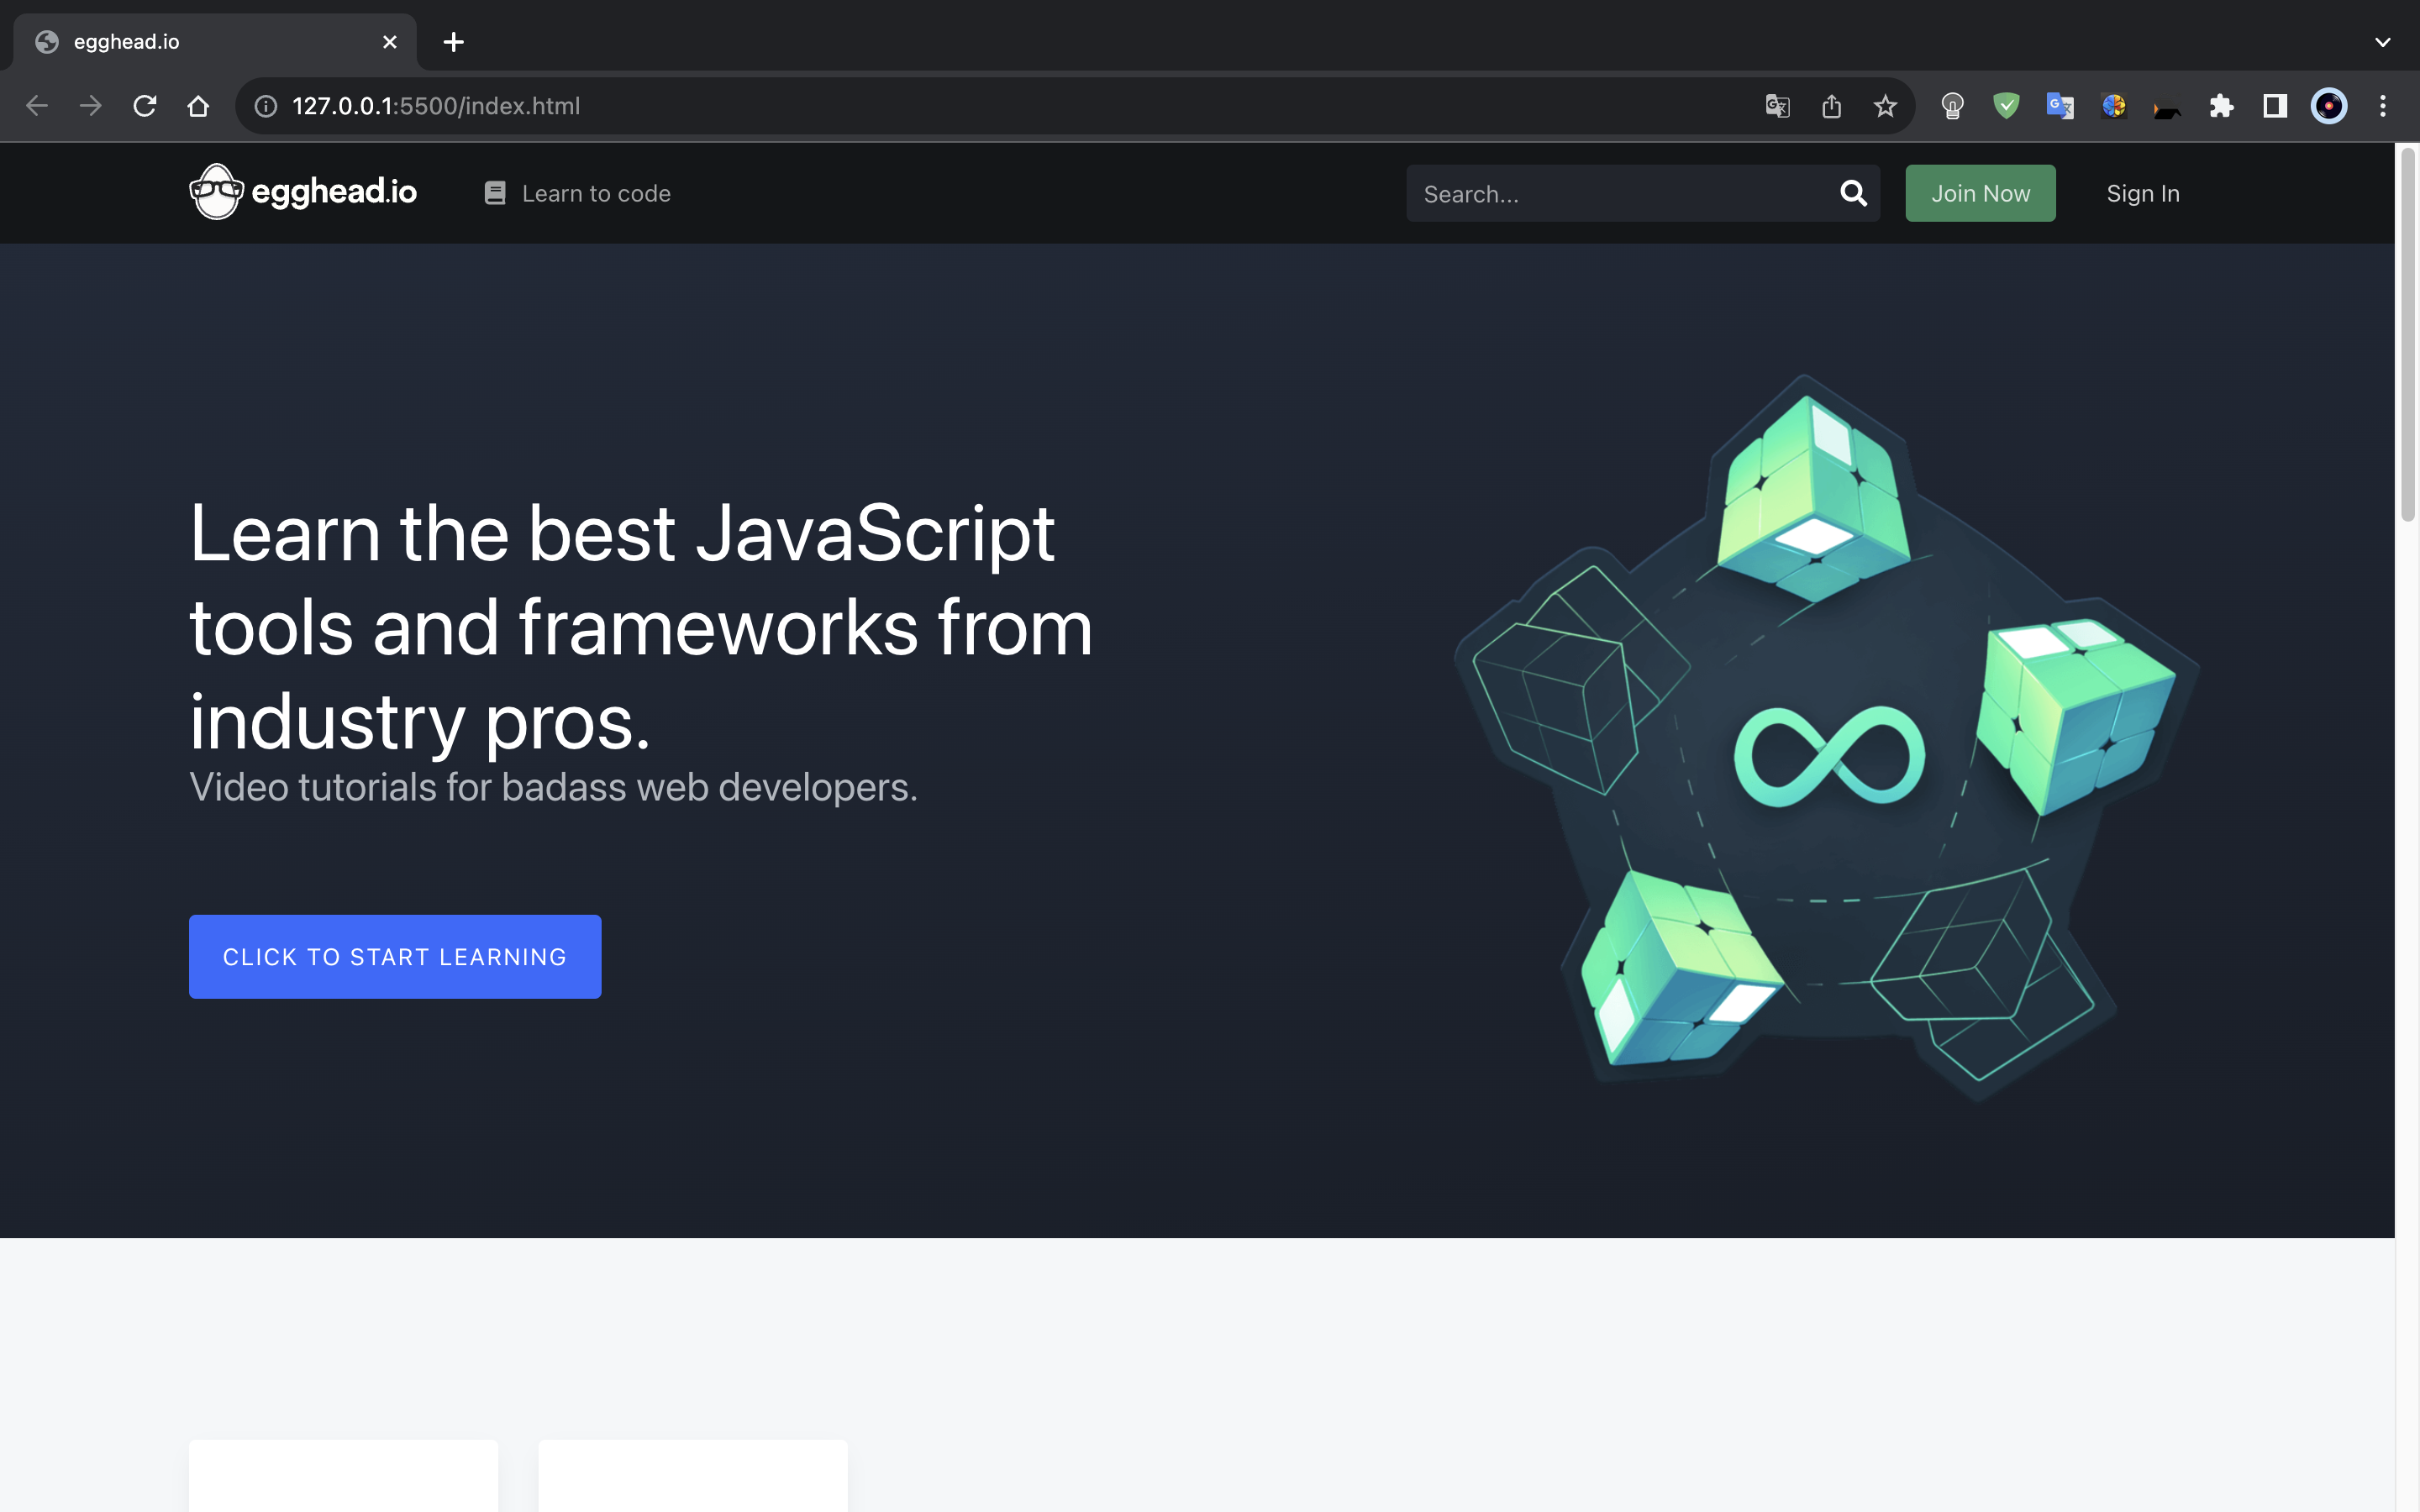 egghead.io
127.0.0.1:5500/index.html
egghead.io
Learn to code
Search...
Join Now
Sign In
Learn the best JavaScript
tools and frameworks from
industry pros.
Video tutorials for badass web developers.
CLICK TO START LEARNING